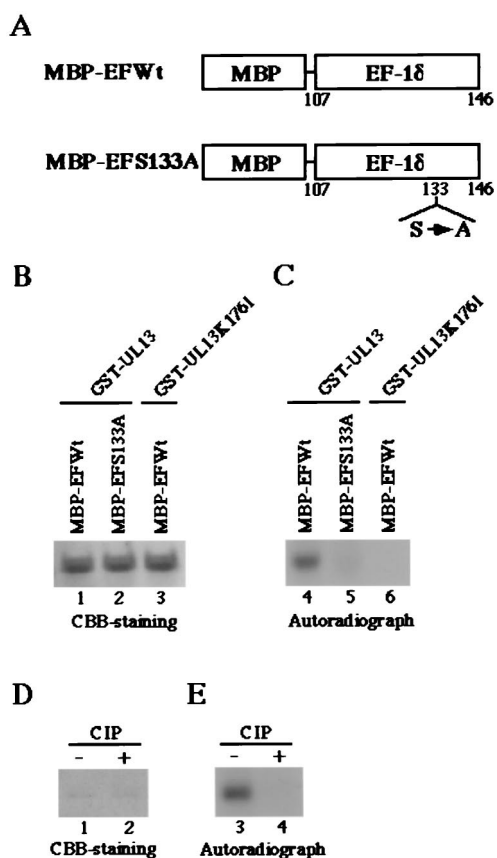 A
MBP-EFWt
MBP
EF-1δ
107
146
MBP-EFS133A
MBP
EF-1δ
107
133
146
S → A
B
GST-UL13
GST-UL13K176I
MBP-EFWt
MBP-EFS133A
MBP-EFWt
1 2 3
CBB-staining
C
GST-UL13
GST-UL13K176I
MBP-EFWt
MBP-EFS133A
MBP-EFWt
4 5 6
Autoradiograph
D
CIP
- +
1 2
CBB-staining
E
CIP
- +
3 4
Autoradiograph